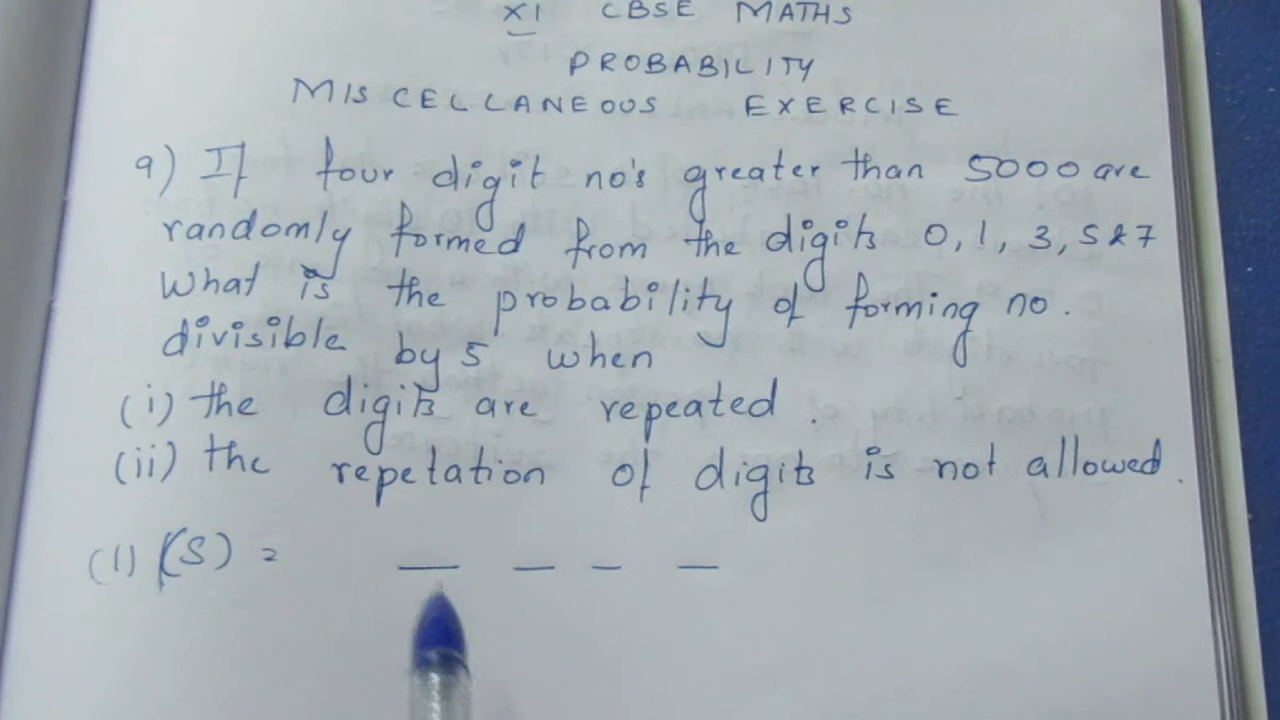 XI CBSE MATHS
PROBABILITY
MISCELLANEOUS EXERCISE
9) If four digit no's greater than 5000 are
randomly formed from the digits 0, 1, 3, 5 & 7
What is the probability of forming no.
divisible by 5 when
(i) the digits are repeated.
(ii) the repetation of digits is not allowed.
(1) (S) =